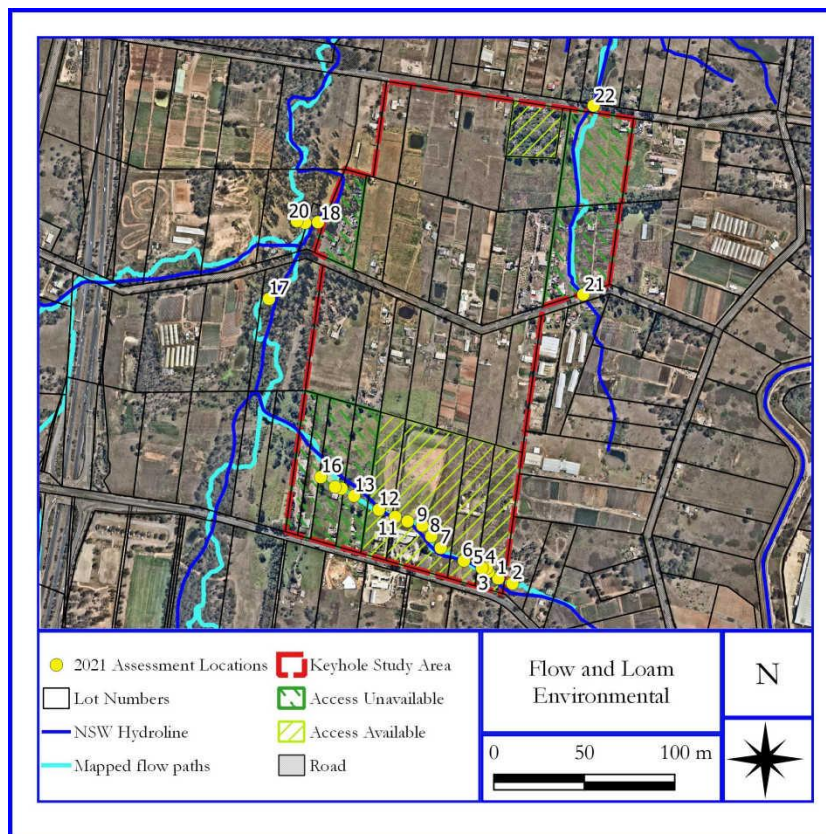 22
20 18
17
21
16
13
12
11
9
8
7
6
5
4
1
3
2
2021 Assessment Locations
Lot Numbers
NSW Hydroline
Mapped flow paths
Keyhole Study Area
Access Unavailable
Access Available
Road
Flow and Loam
Environmental
0 50 100 m
N